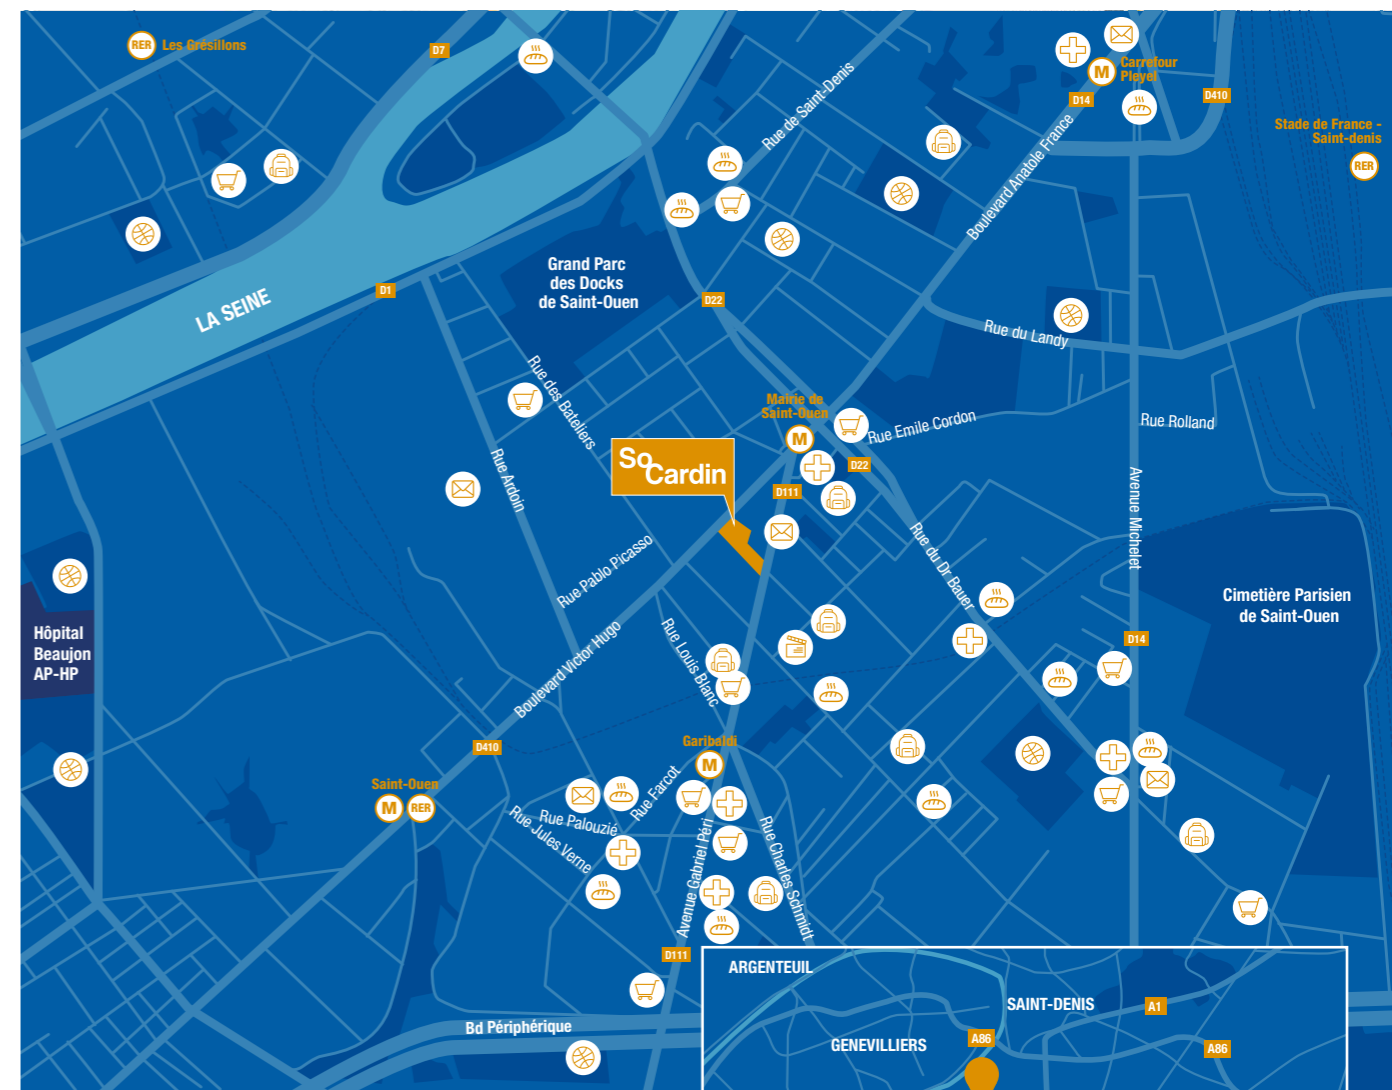 RER Les Grésillons
D7
M Carrefour
Pleyel
D14
D410
Stade de France -
Saint-denis
RER
Rue de Saint-Denis
Boulevard Anatole France
Grand Parc
des Docks
de Saint-Ouen
D1
D22
LA SEINE
Rue du Landy
Rue des Bateliers
Mairie de
Saint-Ouen
M
Rue Emile Cordon
Rue Rolland
So
Cardin
D22
D111
Rue Ardoin
Avenue Michelet
Rue du Dr Bauer
Rue Pablo Picasso
Cimetière Parisien
de Saint-Ouen
Hôpital
Beaujon
AP-HP
D14
Rue Louis Blanc
Boulevard Victor Hugo
D410
Garibaldi
M
Saint-Ouen
M RER
Rue Farcot
Rue Palouzié
Rue Jules Verne
Avenue Gabriel Péri
Rue Charles Schmidt
D111
Bd Périphérique
ARGENTEUIL
SAINT-DENIS
A1
GENEVILLIERS
A86
A86